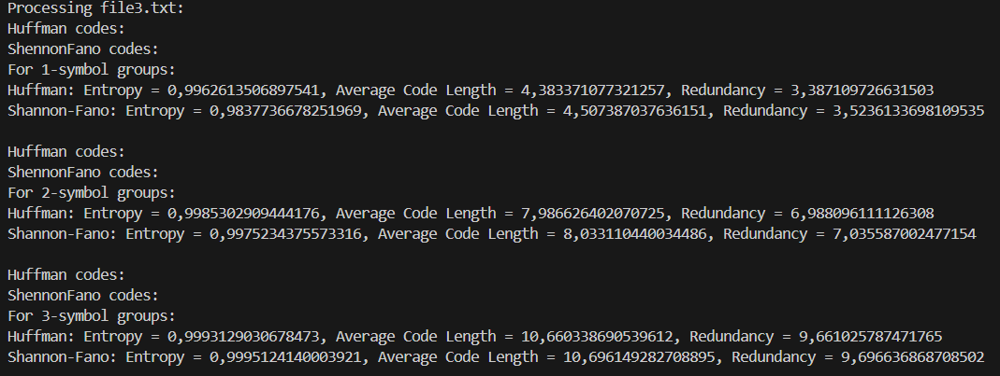 Processing file3.txt:
Huffman codes:
ShennonFano codes:
For 1-symbol groups:
Huffman: Entropy = 0,9962613506897541, Average Code Length = 4,383371077321257, Redundancy = 3,387109726631503
Shannon-Fano: Entropy = 0,9837736678251969, Average Code Length = 4,507387037636151, Redundancy = 3,5236133698109535
Huffman codes:
ShennonFano codes:
For 2-symbol groups:
Huffman: Entropy = 0,9985302909444176, Average Code Length = 7,986626402070725, Redundancy = 6,988096111126308
Shannon-Fano: Entropy = 0,9975234375573316, Average Code Length = 8,033110440034486, Redundancy = 7,035587002477154
Huffman codes:
ShennonFano codes:
For 3-symbol groups:
Huffman: Entropy = 0,9993129030678473, Average Code Length = 10,660338690539612, Redundancy = 9,661025787471765
Shannon-Fano: Entropy = 0,9995124140003921, Average Code Length = 10,696149282708895, Redundancy = 9,696636868708502